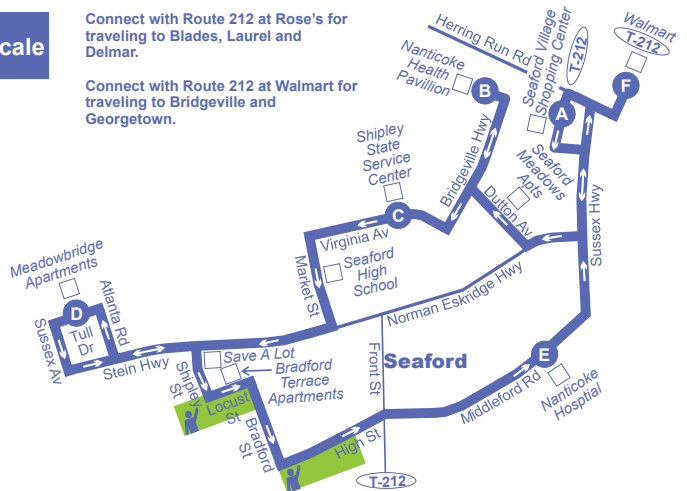 cale
Connect with Route 212 at Rose's for
traveling to Blades, Laurel and
Delmar.
Connect with Route 212 at Walmart for
traveling to Bridgeville and
Georgetown.
Herring Run Rd
Walmart
T-212
T-212
Seaford Village
Shopping Center
Nanticoke
Health
Pavillion
B
A
F
Bridgeville Hwy
Seaford
Meadows
Apts
Dutton Av
Sussex Hwy
Shipley
State
Service
Center
C
Virginia Av
Market St
Seaford
High
School
Norman Eskridge Hwy
Meadowbridge
Apartments
D
Tull
Dr
Atlanta Rd
Sussex Av
Stein Hwy
Save A Lot
Bradford
Terrace
Apartments
Shipley
St
Locust
St
Bradford
St
Front St
Seaford
E
Nanticoke
Hosptial
Middleford Rd
High St
T-212